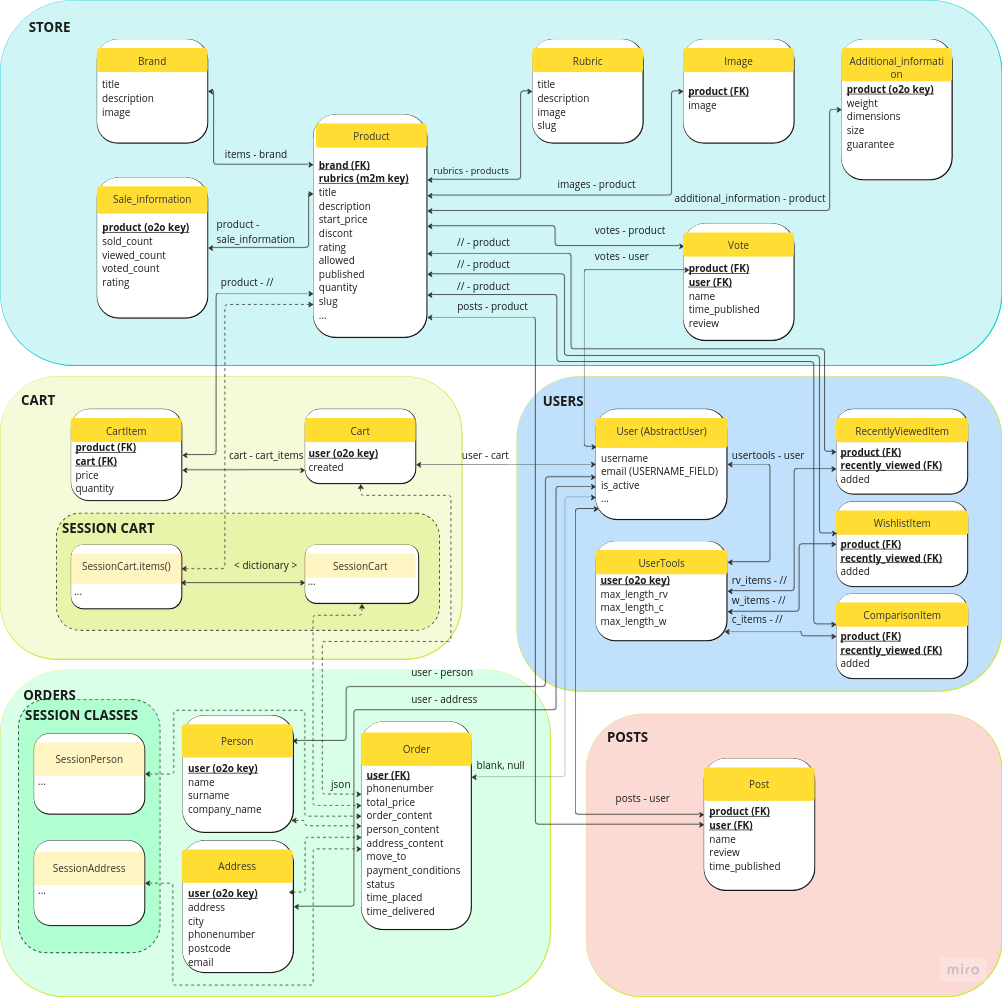 STORE
Brand
title
description
image
items - brand
Product
brand (FK)
rubrics (m2m key)
title
description
start_price
discont
rating
allowed
published
quantity
slug
...
Rubric
title
description
image
slug
rubrics - products
Image
product (FK)
image
images - product
Additional_informati
on
product (o2o key)
weight
dimensions
size
guarantee
additional_information - product
Sale_information
product (o2o key)
sold_count
viewed_count
voted_count
rating
product -
sale_information
product - //
votes - product
// - product
votes - user
// - product
// - product
posts - product
Vote
product (FK)
user (FK)
name
time_published
review
CART
CartItem
product (FK)
cart (FK)
price
quantity
cart - cart_items
Cart
user (o2o key)
created
user - cart
SESSION CART
SessionCart.items()
...
< dictionary >
SessionCart
...
USERS
User (AbstractUser)
username
email (USERNAME_FIELD)
is_active
...
usertools - user
UserTools
user (o2o key)
max_length_rv
max_length_c
max_length_w
rv_items - //
w_items - //
c_items - //
RecentlyViewedItem
product (FK)
recently_viewed (FK)
added
WishlistItem
product (FK)
recently_viewed (FK)
added
ComparisonItem
product (FK)
recently_viewed (FK)
added
ORDERS
SESSION CLASSES
SessionPerson
...
SessionAddress
...
user - person
user - address
Person
user (o2o key)
name
surname
company_name
Address
user (o2o key)
address
city
phonenumber
postcode
email
json
Order
user (FK)
phonenumber
total_price
order_content
person_content
address_content
move_to
payment_conditions
status
time_placed
time_delivered
blank, null
POSTS
posts - user
Post
product (FK)
user (FK)
name
review
time_published
miro